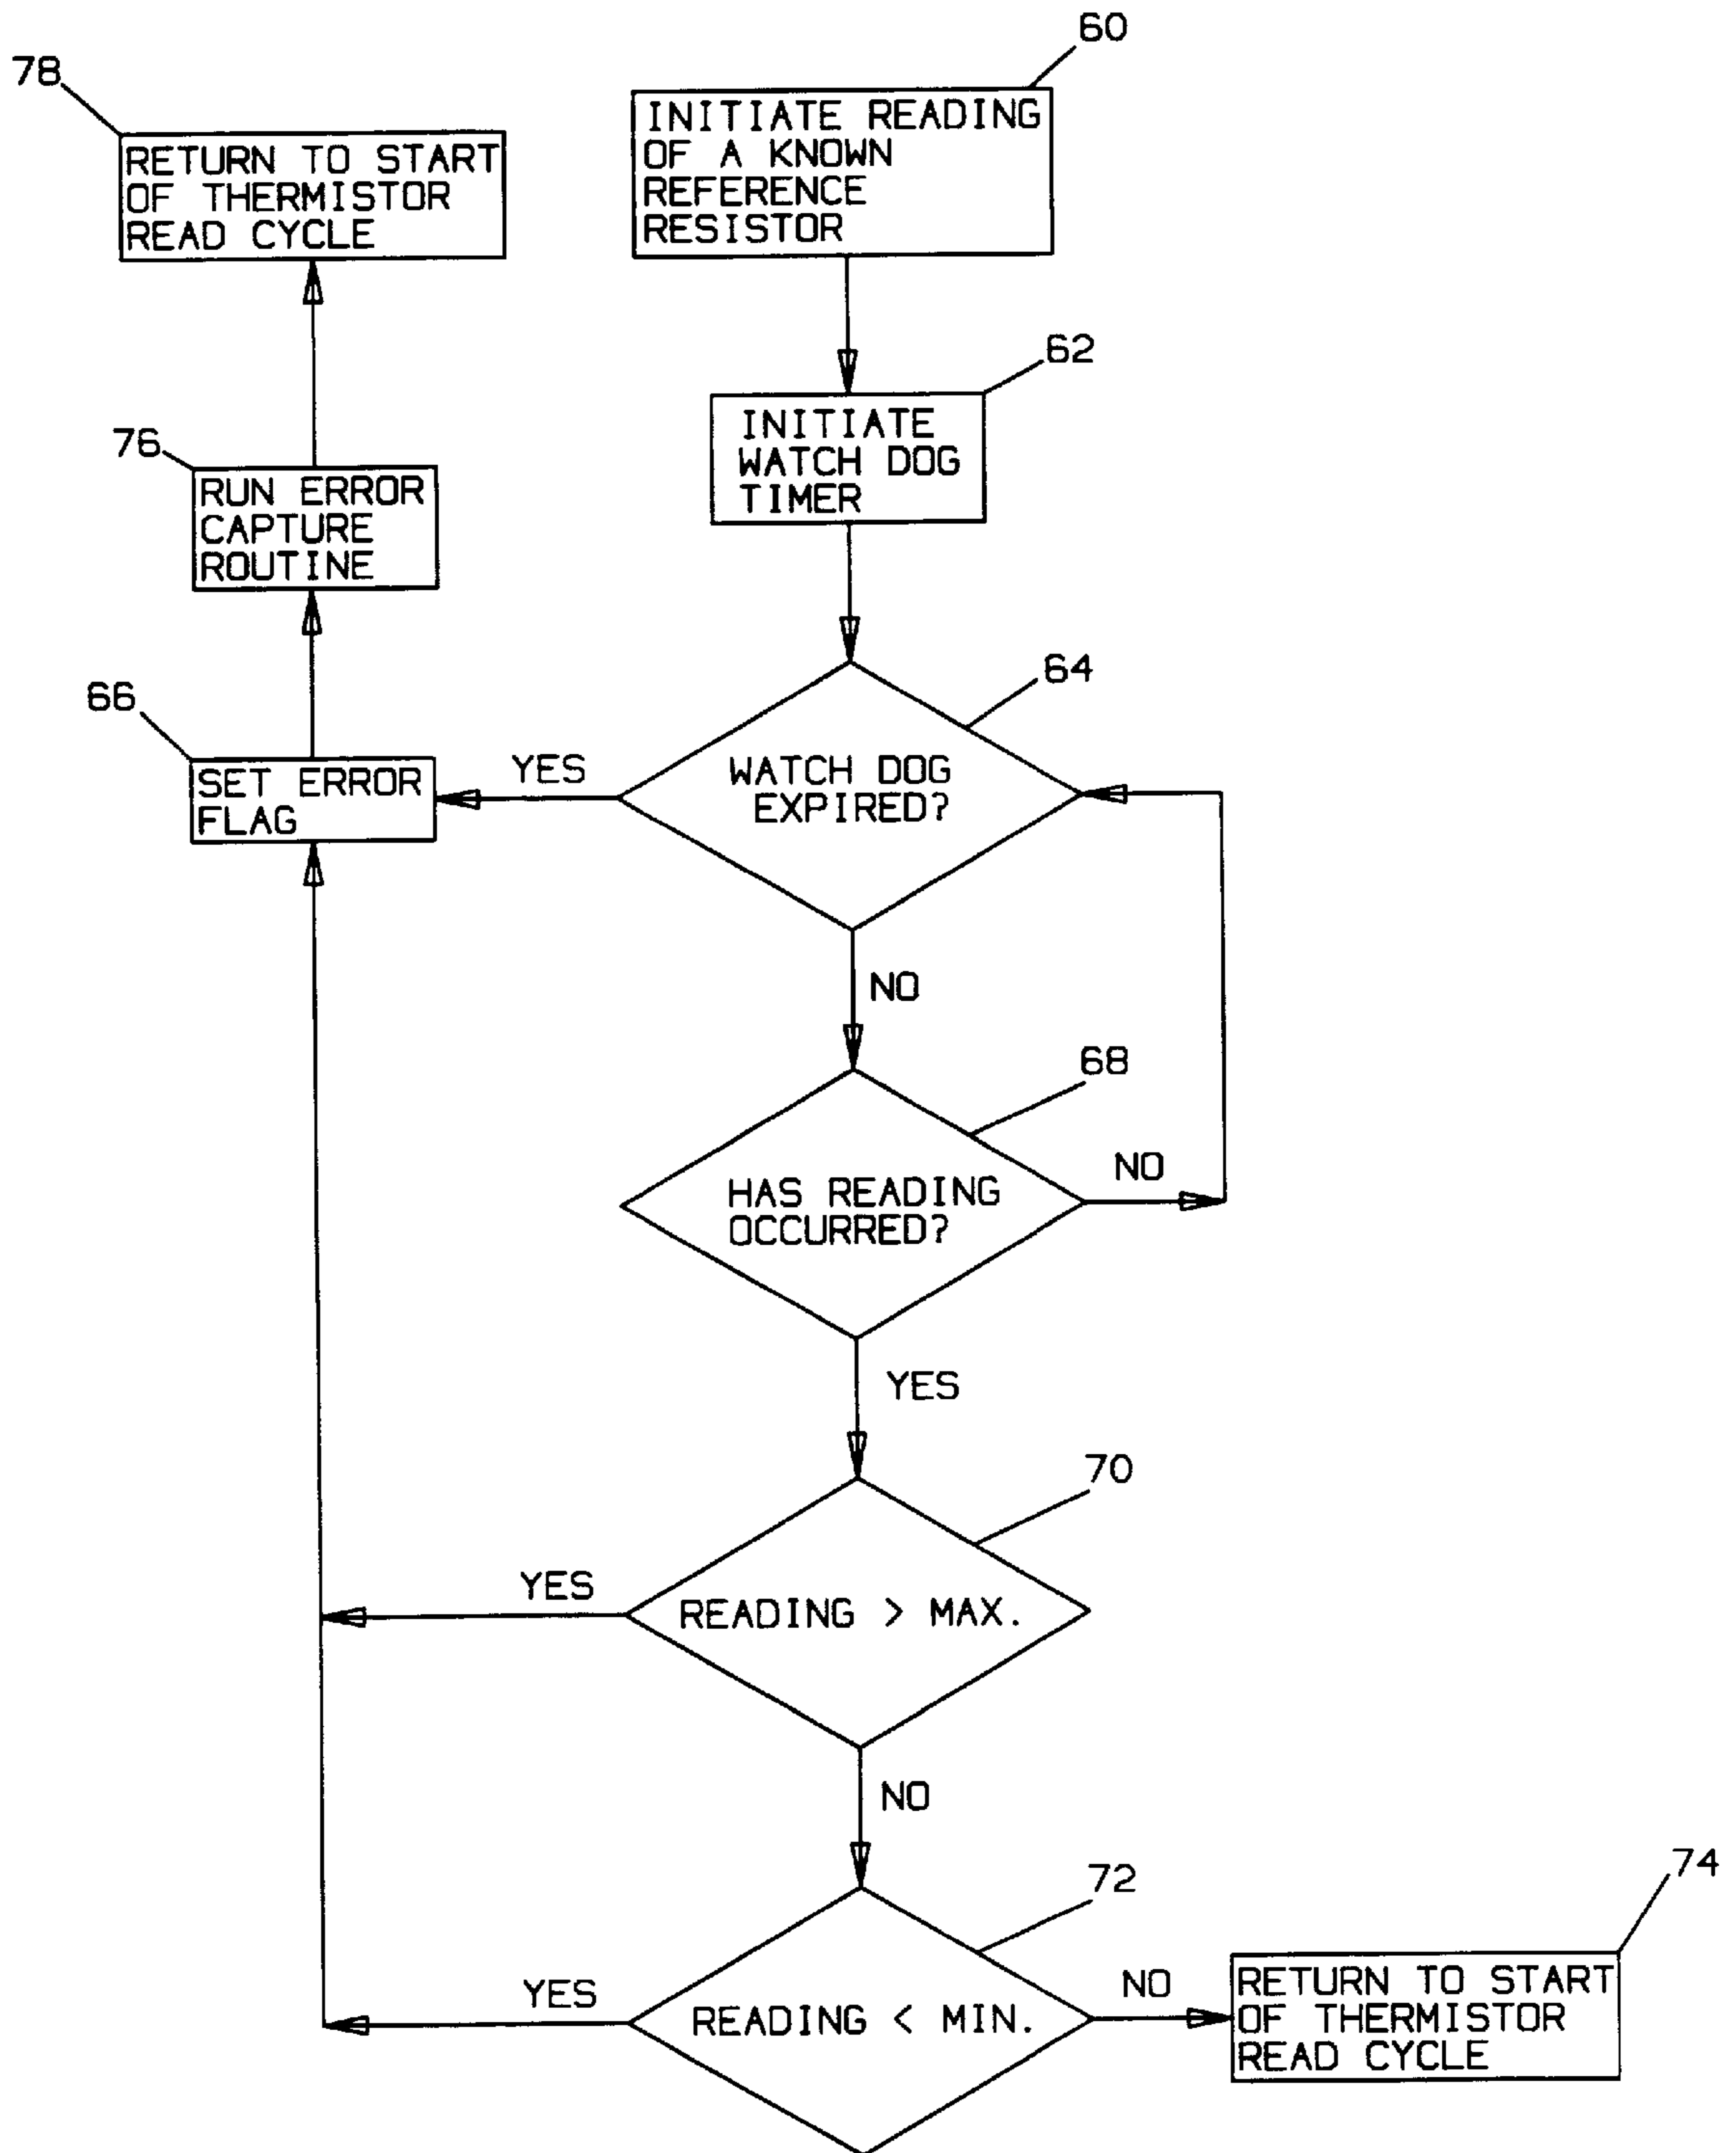 60
78
INITIATE READING
OF A KNOWN
REFERENCE
RESISTOR
RETURN TO START
OF THERMISTOR
READ CYCLE
62
INITIATE
WATCH DOG
TIMER
76
RUN ERROR
CAPTURE
ROUTINE
64
66
WATCH DOG
EXPIRED?
YES
SET ERROR
FLAG
NO
68
HAS READING
OCCURRED?
NO
YES
70
READING > MAX.
YES
NO
72
74
READING < MIN.
YES
NO
RETURN TO START
OF THERMISTOR
READ CYCLE